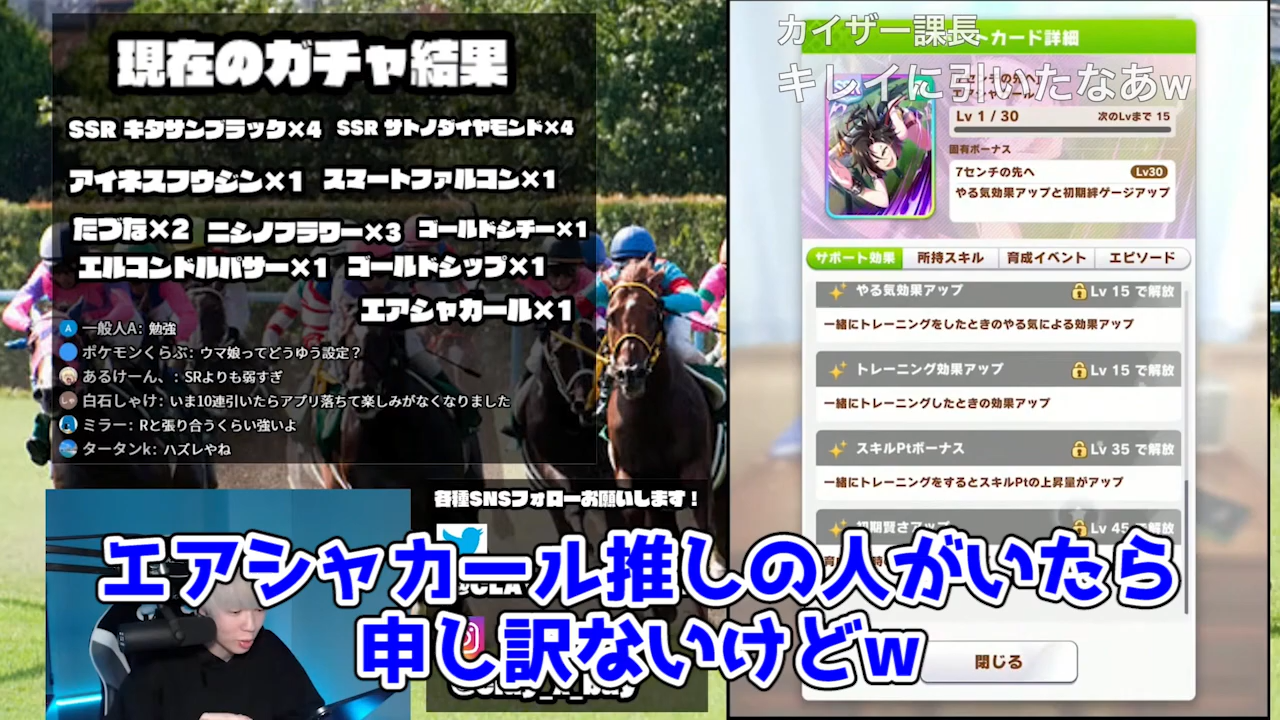 現在のガチャ結果
SSR キタサンブラック×4 SSR サトノダイヤモンド×4
アイネスフウジン×1 スマートファルコン×1
たづな×2 ニシノフラワー×3 ゴールドシチー×1
エルコンドルパサー×1 ゴールドシップ×1
エアシャカール×1
A 一般人A: 勉強
ポケモンくらぶ: ウマ娘ってどうゆう設定？
あるけーん、: SRよりも弱すぎ
白石しゃけ: いま10連引いたらアプリ落ちて楽しみがなくなりました
ミラー: Rと張り合うくらい強いよ
タータンk: ハズレやね
各種SNSフォローお願いします！
カイザー課長
トカード詳細
キレイに引いたなあw
エアシャカール
Lv 1 / 30 次のLvまで 15
固有ボーナス
7センチの先へ Lv30
やる気効果アップと初期絆ゲージアップ
サポート効果 所持スキル 育成イベント エピソード
やる気効果アップ Lv 15 で解放
一緒にトレーニングをしたときのやる気による効果アップ
トレーニング効果アップ Lv 15 で解放
一緒にトレーニングしたときの効果アップ
スキルPtボーナス Lv 35 で解放
一緒にトレーニングをするとスキルPtの上昇量がアップ
初期賢さアップ Lv 45 で解放
エアシャカール推しの人がいたら
申し訳ないけどw
閉じる